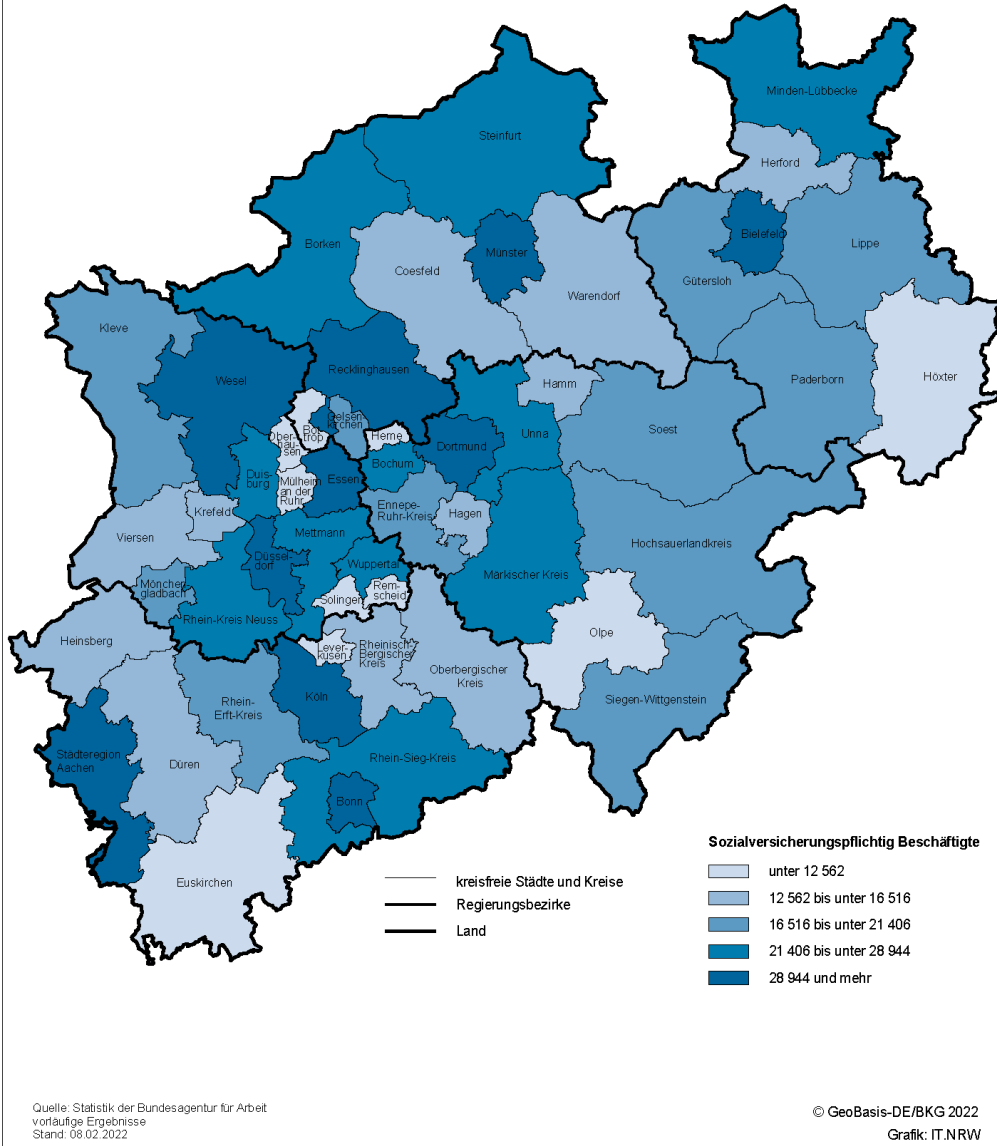 Minden-Lübbecke
Steinfurt
Herford
Borken
Münster
Bielefeld
Lippe
Coesfeld
Gütersloh
Warendorf
Kleve
Wesel
Recklinghausen
Hamm
Paderborn
Höxter
Gelsen-
kirchen
Bot-
trop
Ober-
hau-
sen
Herne
Dortmund
Unna
Soest
Bochum
Duis-
burg
Mülheim
an der
Ruhr
Essen
Ennepe-
Ruhr-Kreis
Hagen
Krefeld
Viersen
Mettmann
Hochsauerlandkreis
Düssel-
dorf
Wuppertal
Märkischer Kreis
Mönchen-
gladbach
Rem-
scheid
Solingen
Rhein-Kreis Neuss
Olpe
Heinsberg
Lever-
kusen
Rheinisch-
Bergischer
Kreis
Oberbergischer
Kreis
Siegen-Wittgenstein
Rhein-
Erft-Kreis
Köln
Städteregion
Aachen
Düren
Rhein-Sieg-Kreis
Bonn
Euskirchen
Sozialversicherungspflichtig Beschäftigte
unter 12 562
12 562 bis unter 16 516
16 516 bis unter 21 406
21 406 bis unter 28 944
28 944 und mehr
kreisfreie Städte und Kreise
Regierungsbezirke
Land
Quelle: Statistik der Bundesagentur für Arbeit
vorläufige Ergebnisse
Stand: 08.02.2022
© GeoBasis-DE/BKG 2022
Grafik: IT.NRW